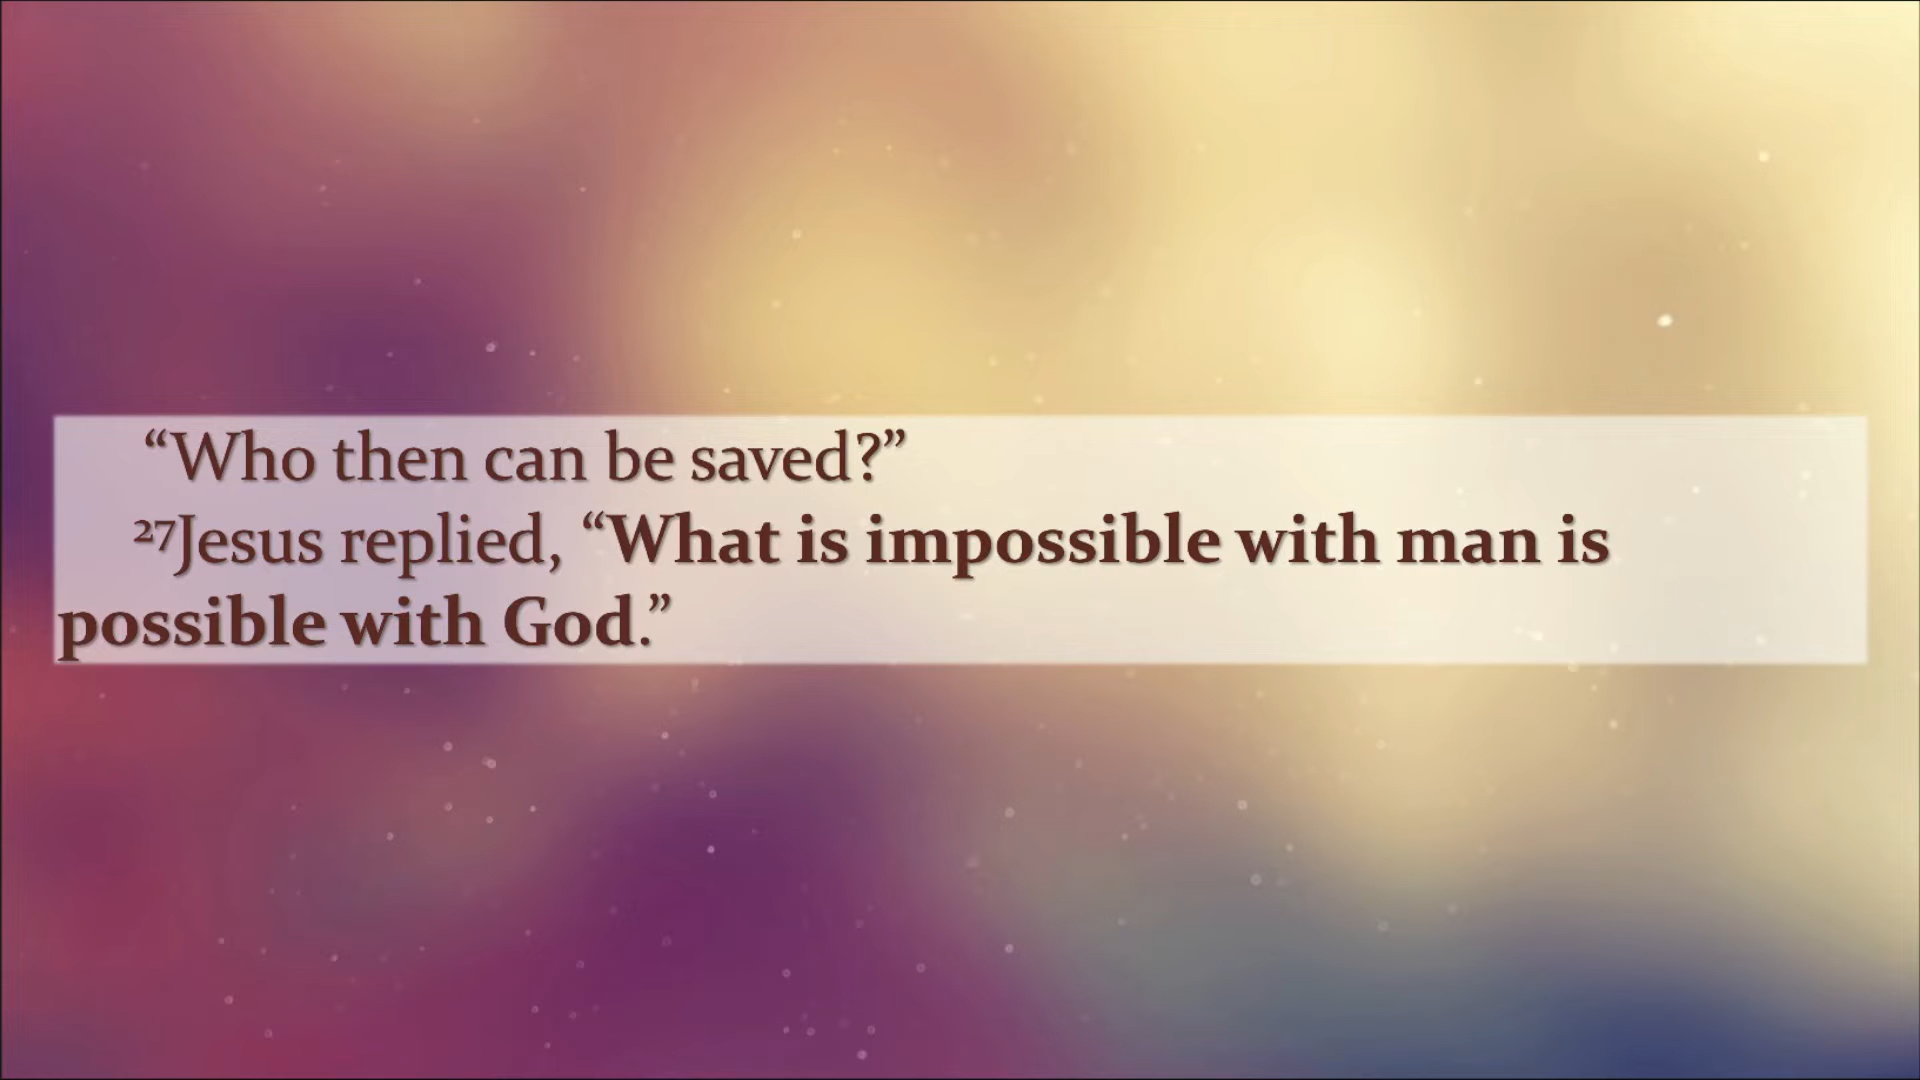 “Who then can be saved?”
²⁷Jesus replied, “What is impossible with man is
possible with God.”